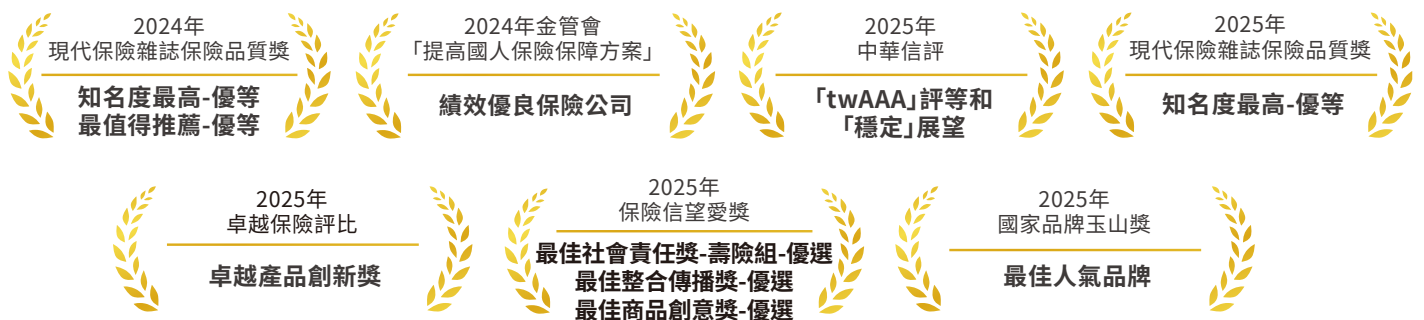 2024年
現代保險雜誌保險品質獎
知名度最高-優等
最值得推薦-優等
2024年金管會
「提高國人保險保障方案」
績效優良保險公司
2025年
中華信評
「twAAA」評等和
「穩定」展望
2025年
現代保險雜誌保險品質獎
知名度最高-優等
2025年
卓越保險評比
卓越產品創新獎
2025年
保險信望愛獎
最佳社會責任獎-壽險組-優選
最佳整合傳播獎-優選
最佳商品創意獎-優選
2025年
國家品牌玉山獎
最佳人氣品牌